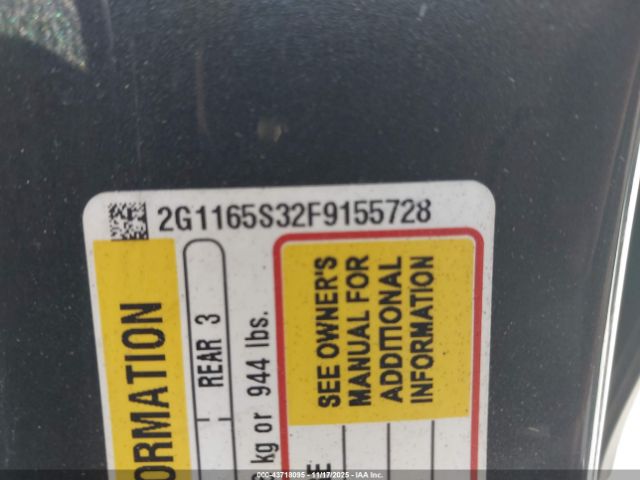 2G1165S32F9155728
ORMATION
REAR 3
kg or 944 lbs.
SEE OWNER'S
MANUAL FOR
ADDITIONAL
INFORMATION
E
00-43718095 — 11/17/2025 — © IAA Inc.